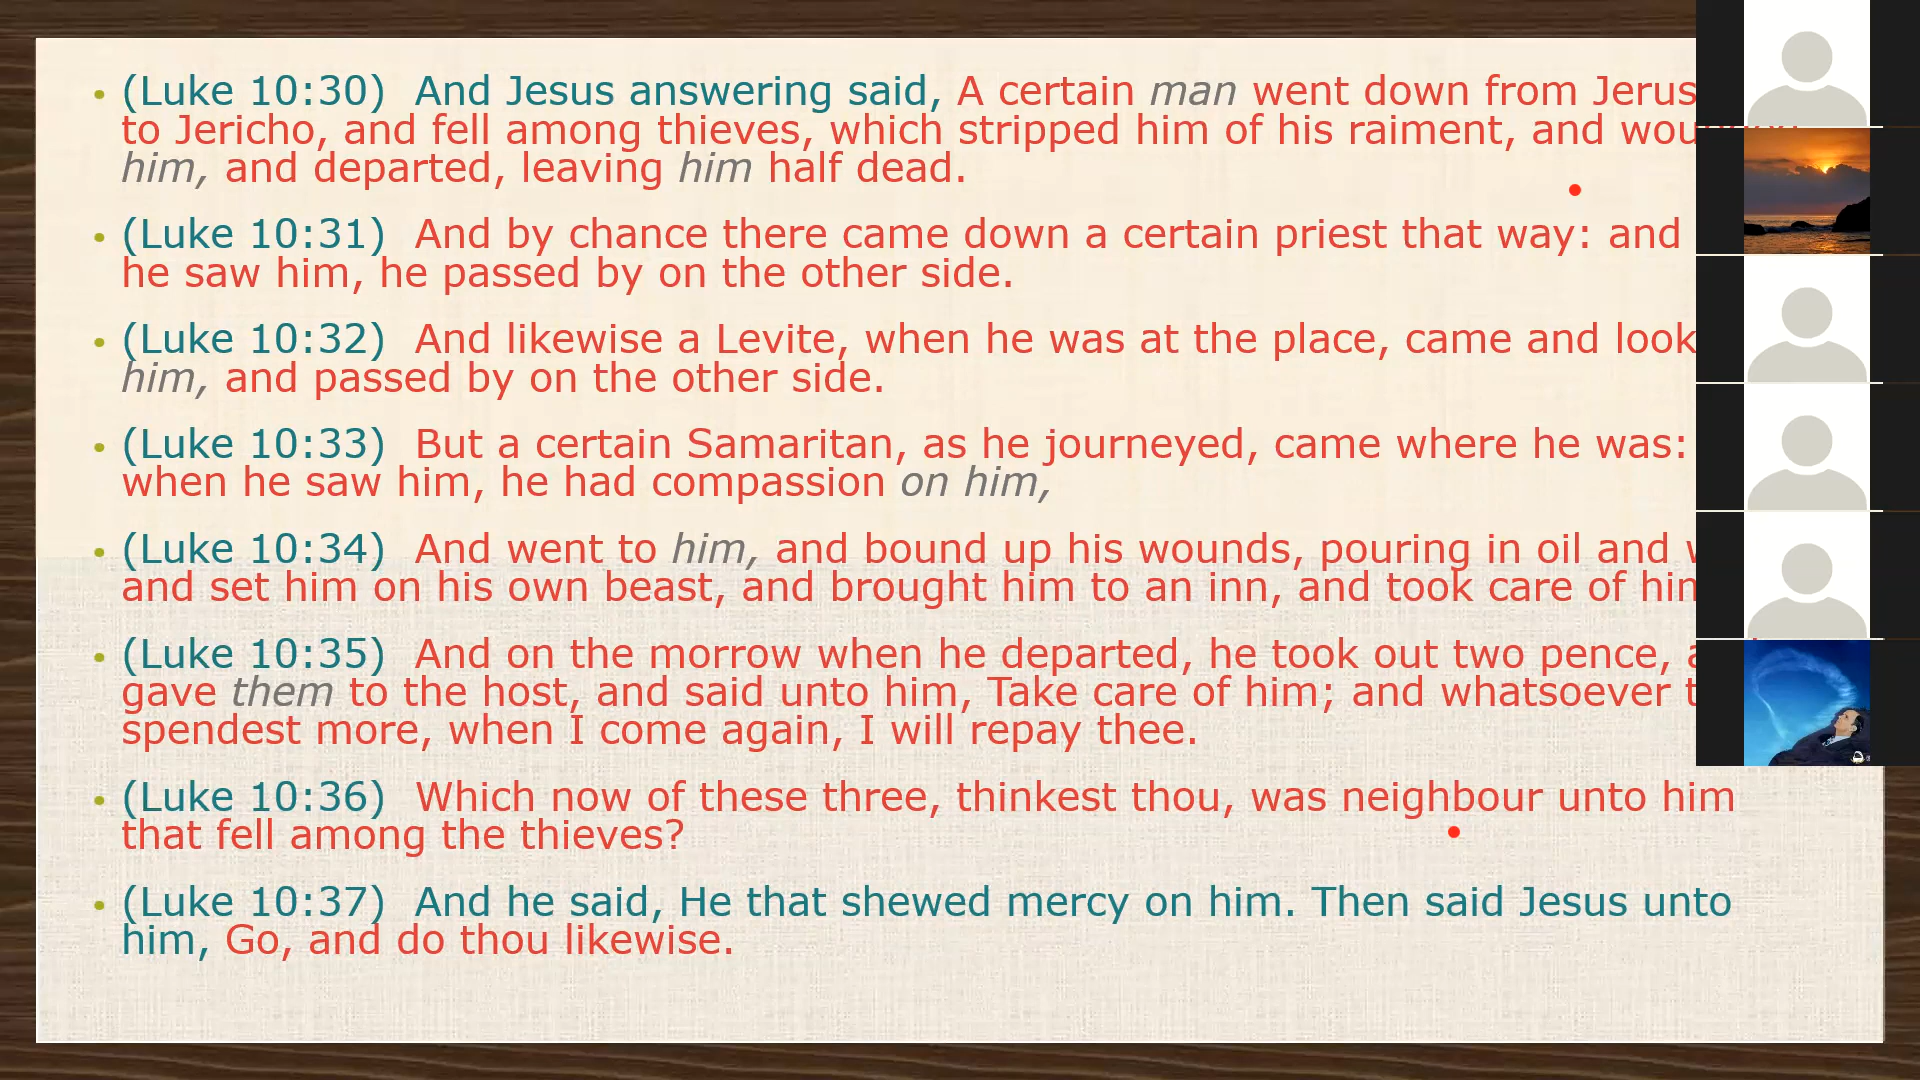 (Luke 10:30) And Jesus answering said, A certain man went down from Jerus
to Jericho, and fell among thieves, which stripped him of his raiment, and wou
him, and departed, leaving him half dead.
(Luke 10:31) And by chance there came down a certain priest that way: and
he saw him, he passed by on the other side.
(Luke 10:32) And likewise a Levite, when he was at the place, came and look
him, and passed by on the other side.
(Luke 10:33) But a certain Samaritan, as he journeyed, came where he was:
when he saw him, he had compassion on him,
(Luke 10:34) And went to him, and bound up his wounds, pouring in oil and
and set him on his own beast, and brought him to an inn, and took care of him
(Luke 10:35) And on the morrow when he departed, he took out two pence,
gave them to the host, and said unto him, Take care of him; and whatsoever
spendest more, when I come again, I will repay thee.
(Luke 10:36) Which now of these three, thinkest thou, was neighbour unto him
that fell among the thieves?
(Luke 10:37) And he said, He that shewed mercy on him. Then said Jesus unto
him, Go, and do thou likewise.